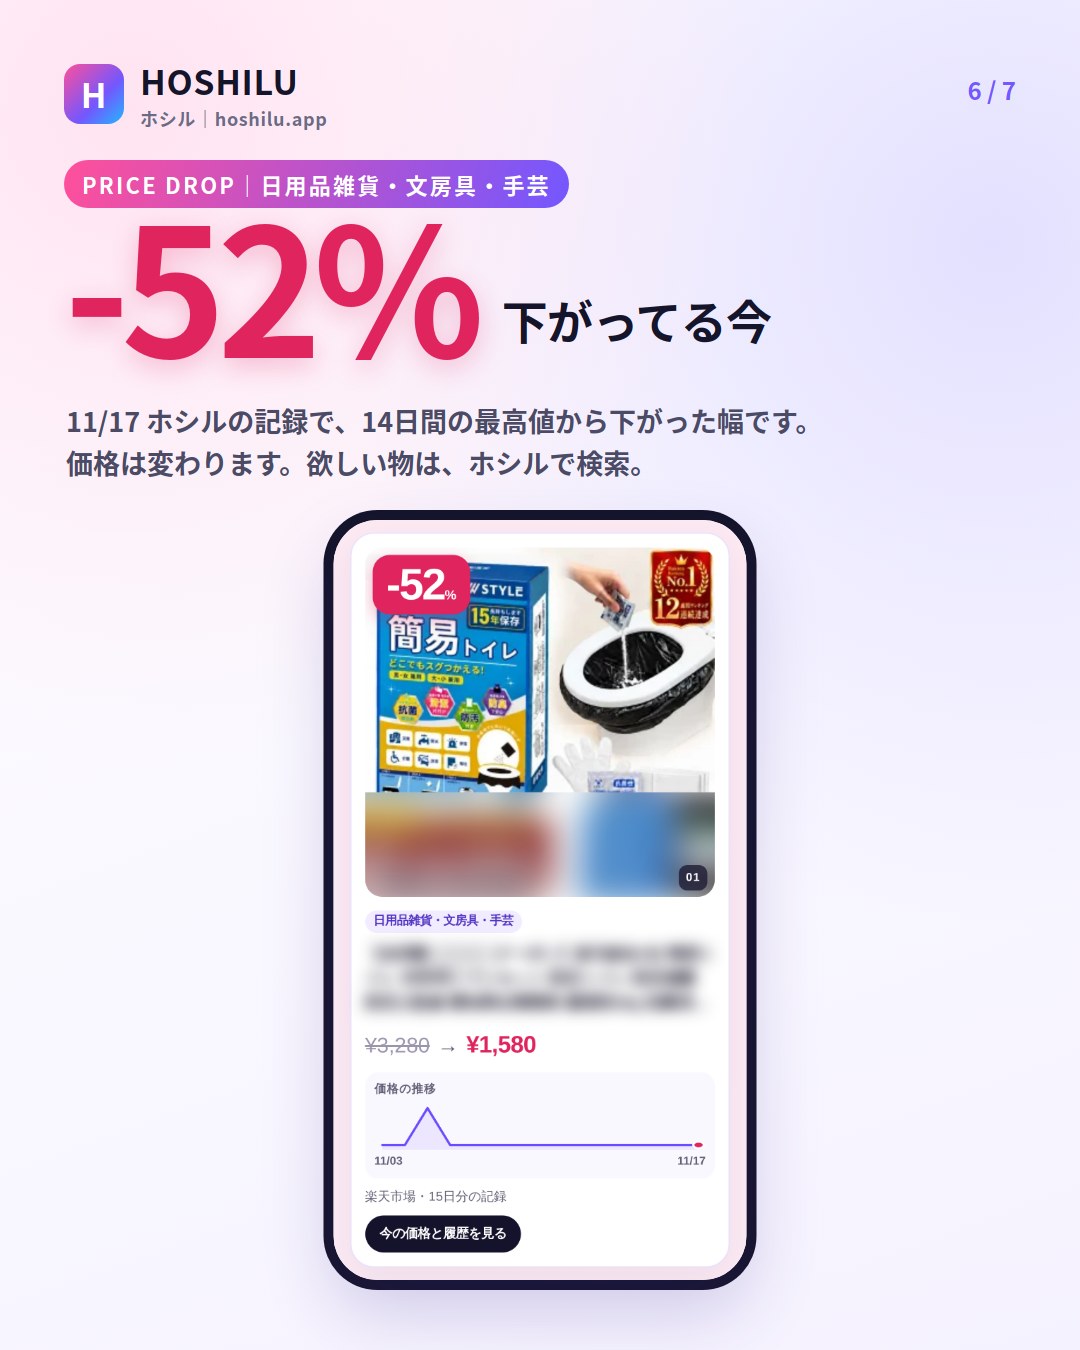 H
HOSHILU
ホシル｜hoshilu.app
6 / 7
PRICE DROP｜日用品雑貨・文房具・手芸
-52%
下がってる今
11/17 ホシルの記録で、14日間の最高値から下がった幅です。
価格は変わります。欲しい物は、ホシルで検索。
-52%
STYLE
15年保存
簡易トイレ
どこでもスグつかえる!
抗菌
防汚
No.1
12
01
日用品雑貨・文房具・手芸
¥3,280 → ¥1,580
価格の推移
11/03
11/17
楽天市場・15日分の記録
今の価格と履歴を見る